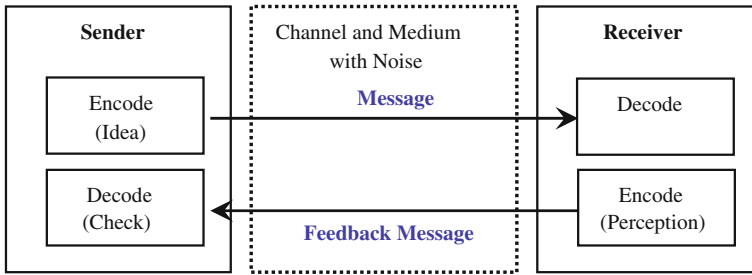 Sender
Encode
(Idea)
Decode
(Check)
Channel and Medium
with Noise
Message
Feedback Message
Receiver
Decode
Encode
(Perception)